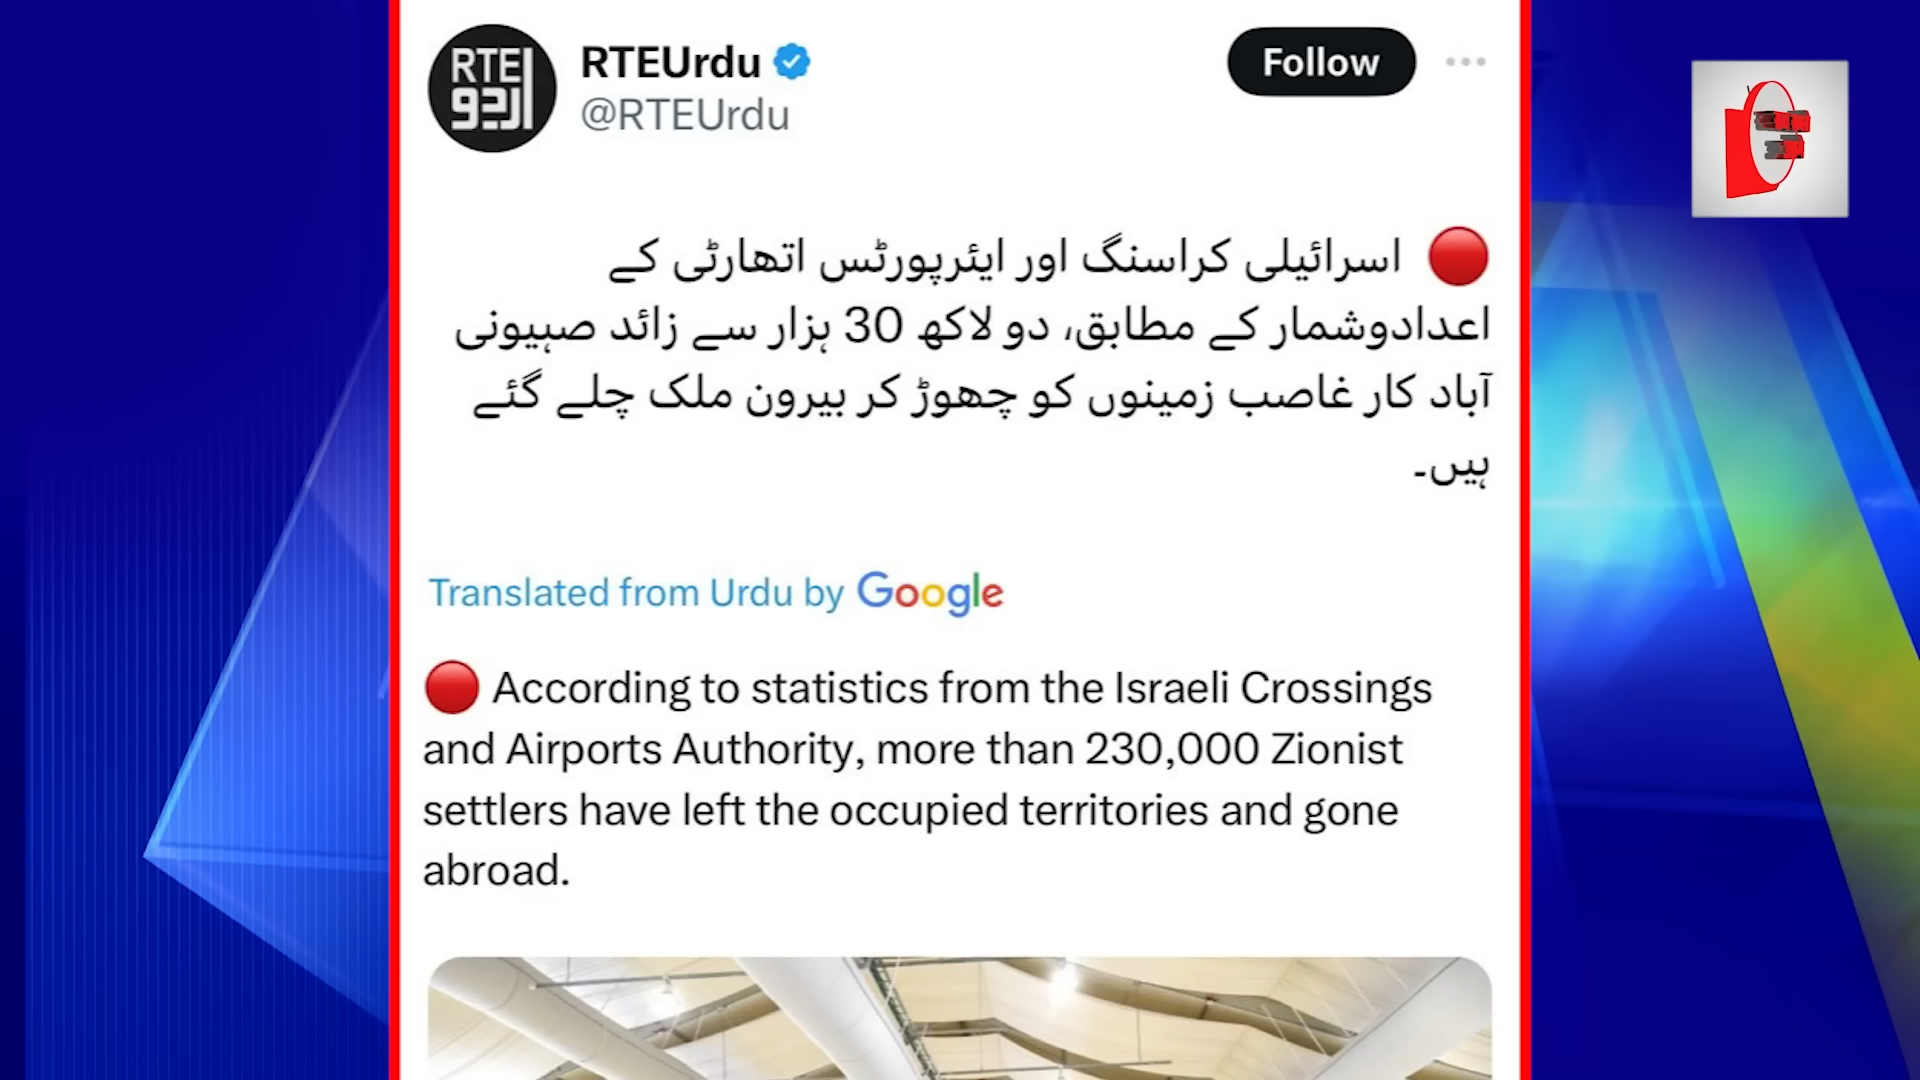 RTE
اردو
RTEUrdu
@RTEUrdu
Follow
اسرائیلی کراسنگ اور ایئرپورٹس اتھارٹی کے
اعدادوشمار کے مطابق، دو لاکھ 30 ہزار سے زائد صہیونی
آباد کار غاصب زمینوں کو چھوڑ کر بیرون ملک چلے گئے
ہیں۔
Translated from Urdu by Google
According to statistics from the Israeli Crossings
and Airports Authority, more than 230,000 Zionist
settlers have left the occupied territories and gone
abroad.